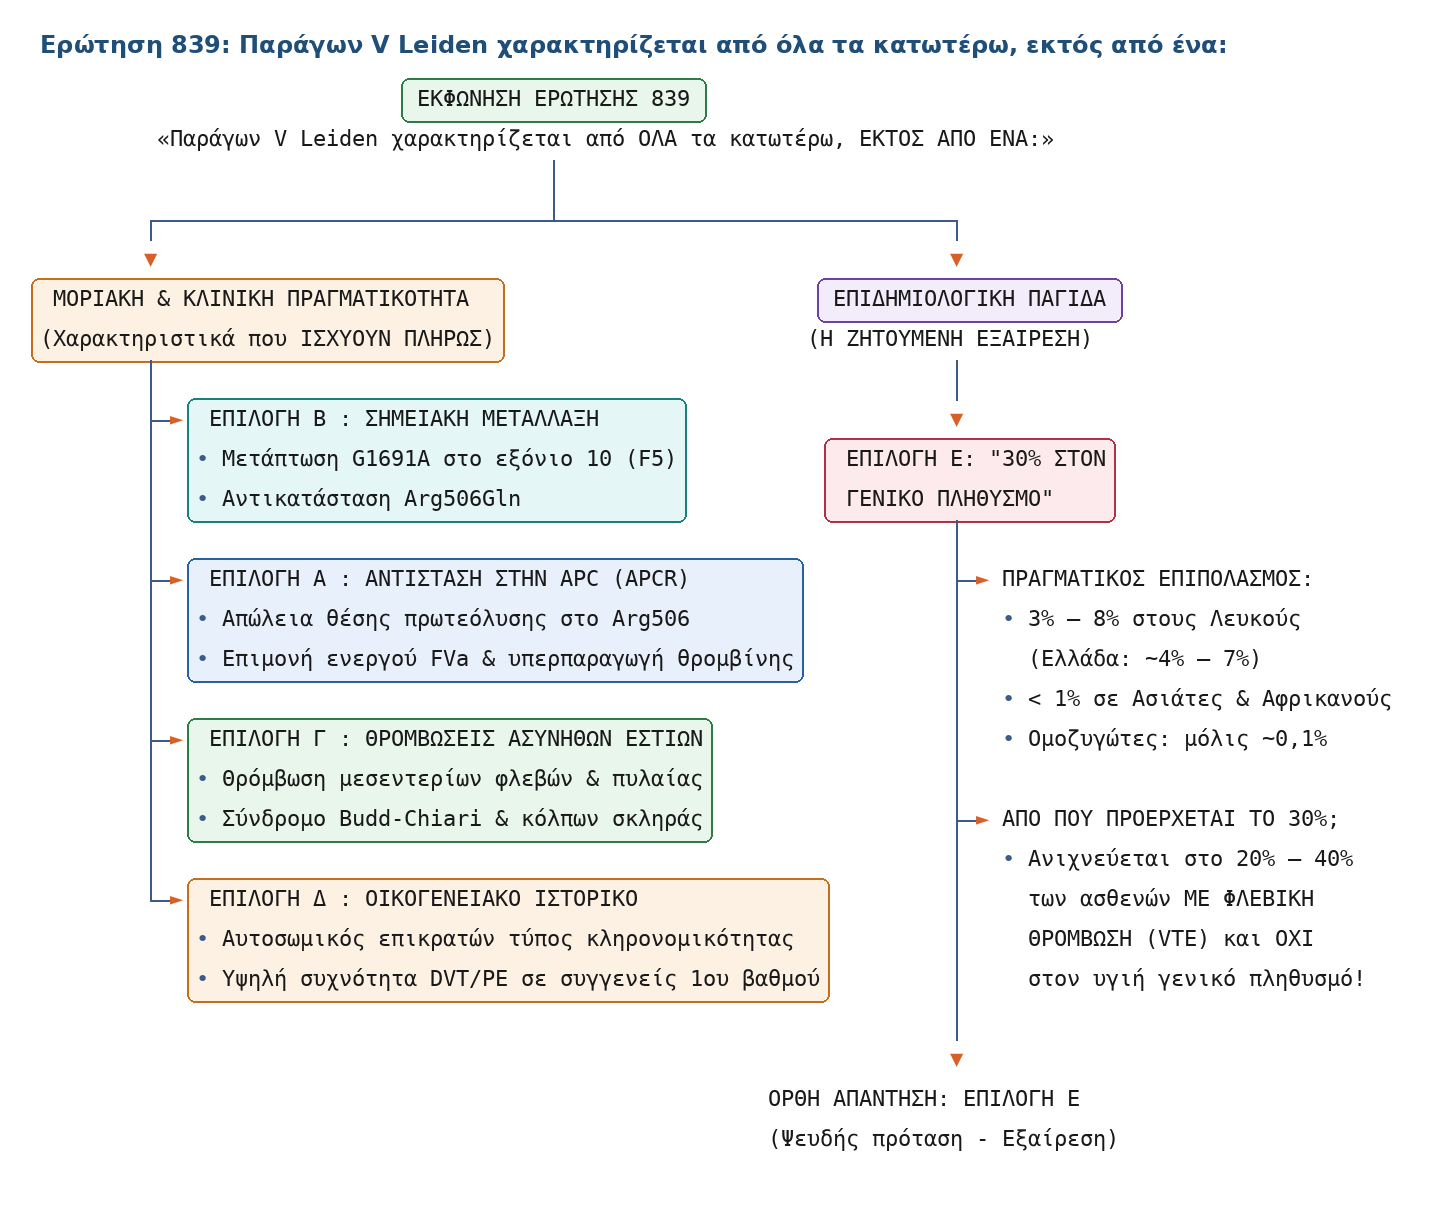 Ερώτηση 839: Παράγων V Leiden χαρακτηρίζεται από όλα τα κατωτέρω, εκτός από ένα:
ΕΚΦΩΝΗΣΗ ΕΡΩΤΗΣΗΣ 839
«Παράγων V Leiden χαρακτηρίζεται από ΟΛΑ τα κατωτέρω, ΕΚΤΟΣ ΑΠΟ ΕΝΑ:»
ΜΟΡΙΑΚΗ & ΚΛΙΝΙΚΗ ΠΡΑΓΜΑΤΙΚΟΤΗΤΑ
(Χαρακτηριστικά που ΙΣΧΥΟΥΝ ΠΛΗΡΩΣ)
ΕΠΙΛΟΓΗ Β : ΣΗΜΕΙΑΚΗ ΜΕΤΑΛΛΑΞΗ
• Μετάπτωση G1691A στο εξόνιο 10 (F5)
• Αντικατάσταση Arg506Gln
ΕΠΙΛΟΓΗ Α : ΑΝΤΙΣΤΑΣΗ ΣΤΗΝ APC (APCR)
• Απώλεια θέσης πρωτεόλυσης στο Arg506
• Επιμονή ενεργού FVa & υπερπαραγωγή θρομβίνης
ΕΠΙΛΟΓΗ Γ : ΘΡΟΜΒΩΣΕΙΣ ΑΣΥΝΗΘΩΝ ΕΣΤΙΩΝ
• Θρόμβωση μεσεντερίων φλεβών & πυλαίας
• Σύνδρομο Budd-Chiari & κόλπων σκληράς
ΕΠΙΛΟΓΗ Δ : ΟΙΚΟΓΕΝΕΙΑΚΟ ΙΣΤΟΡΙΚΟ
• Αυτοσωμικός επικρατών τύπος κληρονομικότητας
• Υψηλή συχνότητα DVT/PE σε συγγενείς 1ου βαθμού
ΕΠΙΔΗΜΙΟΛΟΓΙΚΗ ΠΑΓΙΔΑ
(Η ΖΗΤΟΥΜΕΝΗ ΕΞΑΙΡΕΣΗ)
ΕΠΙΛΟΓΗ Ε: "30% ΣΤΟΝ
ΓΕΝΙΚΟ ΠΛΗΘΥΣΜΟ"
ΠΡΑΓΜΑΤΙΚΟΣ ΕΠΙΠΟΛΑΣΜΟΣ:
• 3% – 8% στους Λευκούς
(Ελλάδα: ~4% – 7%)
• < 1% σε Ασιάτες & Αφρικανούς
• Ομοζυγώτες: μόλις ~0,1%
ΑΠΟ ΠΟΥ ΠΡΟΕΡΧΕΤΑΙ ΤΟ 30%;
• Ανιχνεύεται στο 20% – 40%
των ασθενών ΜΕ ΦΛΕΒΙΚΗ
ΘΡΟΜΒΩΣΗ (VTE) και ΟΧΙ
στον υγιή γενικό πληθυσμό!
ΟΡΘΗ ΑΠΑΝΤΗΣΗ: ΕΠΙΛΟΓΗ Ε
(Ψευδής πρόταση - Εξαίρεση)